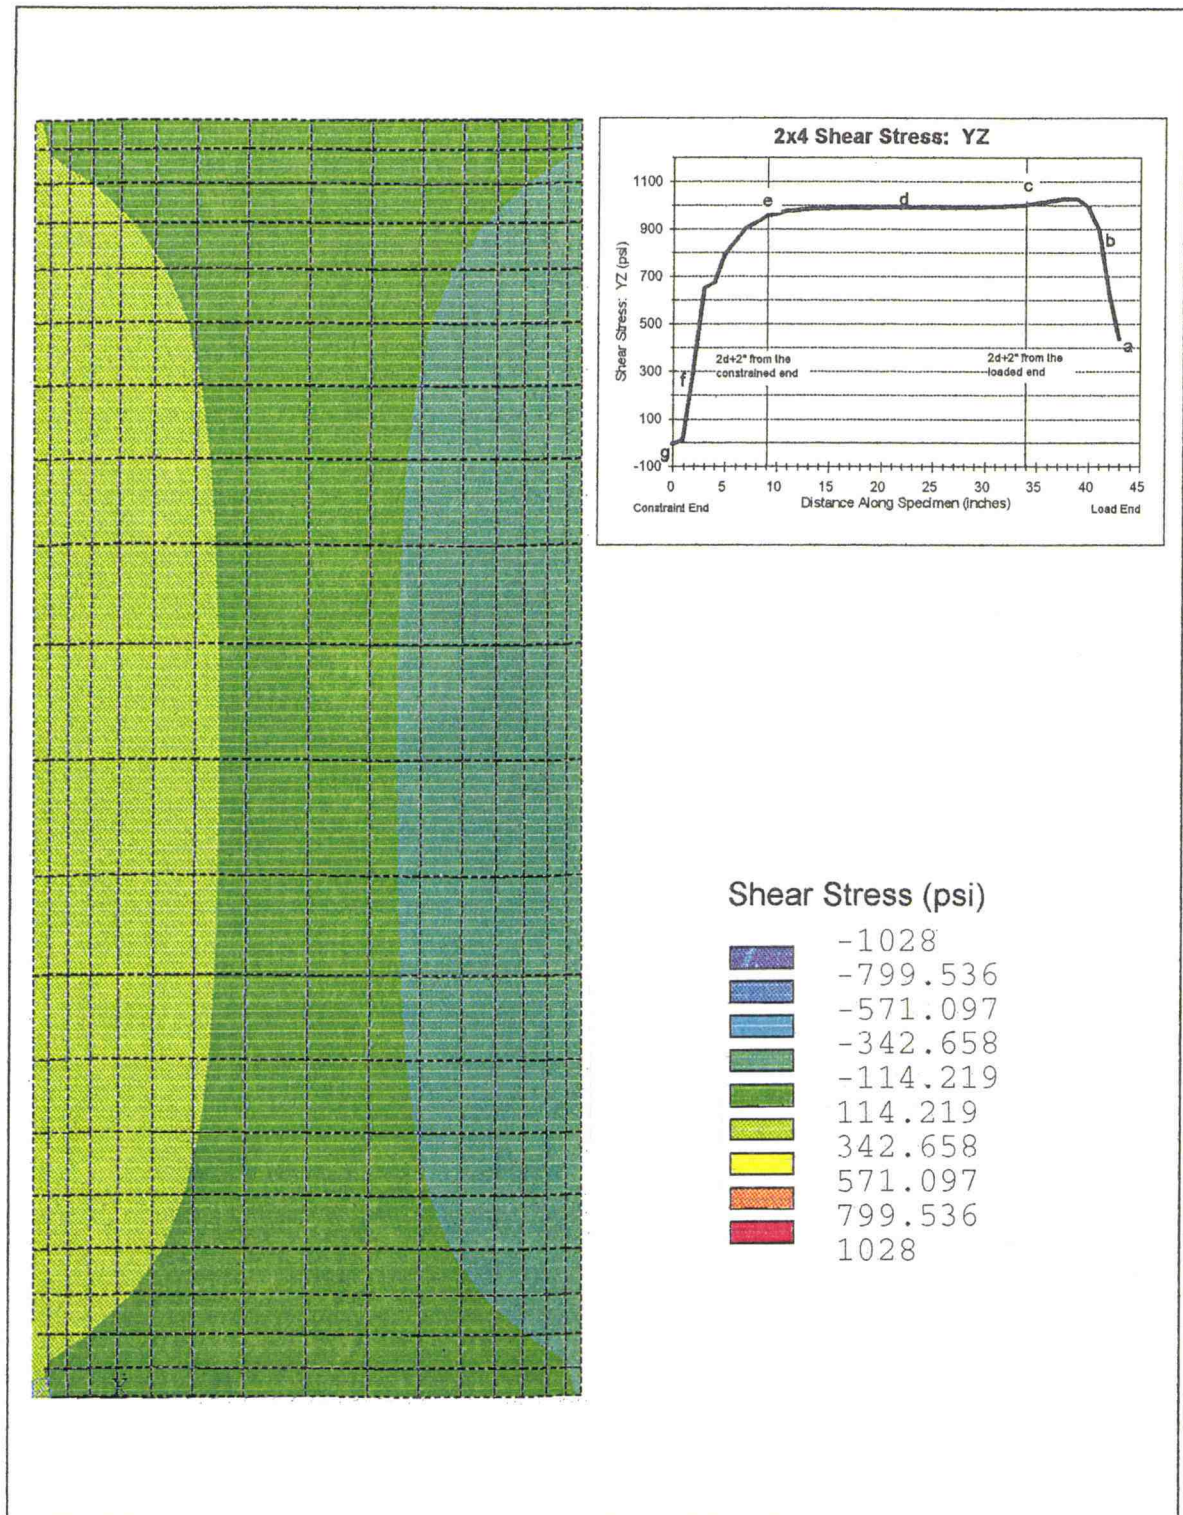 2x4 Shear Stress: YZ
Shear Stress: YZ (psi)
1100
900
700
500
300
100
-100
a
b
c
d
e
f
g
2d+2" from the
constrained end
2d+2" from the
loaded end
0 5 10 15 20 25 30 35 40 45
Distance Along Specimen (inches)
Constraint End
Load End
Shear Stress (psi)
-1028
-799.536
-571.097
-342.658
-114.219
114.219
342.658
571.097
799.536
1028
Y